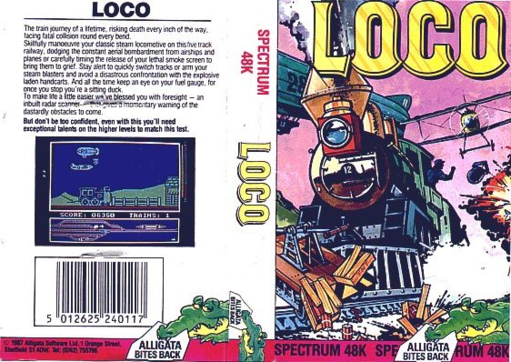 LOCO
The train journey of a lifetime, risking death every inch of the way,
facing fatal collision round every bend.
Skilfully manoeuvre your classic steam locomotive on this five track
railway, dodging the constant aerial bombardment from airships and
planes or carefully timing the release of your lethal smoke screen to
bring them to grief. Stay alert to quickly switch tracks or arm your
steam blasters and avoid a disastrous confrontation with the explosive
laden handcarts. And all the time keep an eye on your fuel gauge, for
once you stop you're a sitting duck.
To make life a little easier we've blessed you with foresight – an
inbuilt radar scanner a momentary warning of the
dastardly obstacles to come.
But don't be too confident, even with this you'll need
exceptional talents on the higher levels to match this test.
SCORE: 06350 TRAINS: 1
5 012625 240117
© 1987 Alligata Software Ltd, 1 Orange Street,
Sheffield S1 4DW. Tel: (0742) 755796.
ALLIGATA
BITES BACK
SPECTRUM
48K
LOCO
ALLIGATA
BITES BACK
LOCO
12
SPECTRUM 48K SPE RUM 48K
ALLIGATA
BITES BACK